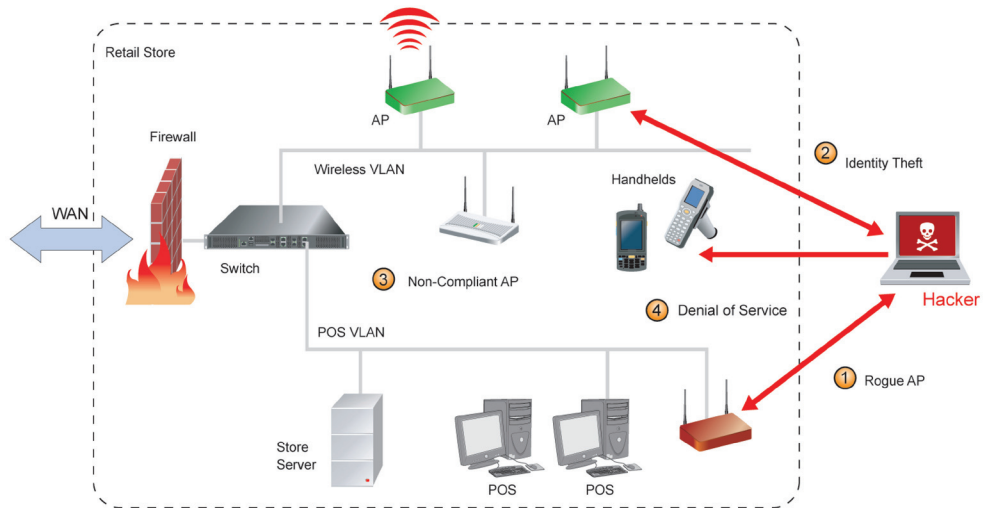 Retail Store
AP
AP
Firewall
Wireless VLAN
2
Identity Theft
Handhelds
WAN
Switch
3
Non-Compliant AP
Hacker
4
Denial of Service
POS VLAN
1
Rogue AP
Store
Server
POS
POS